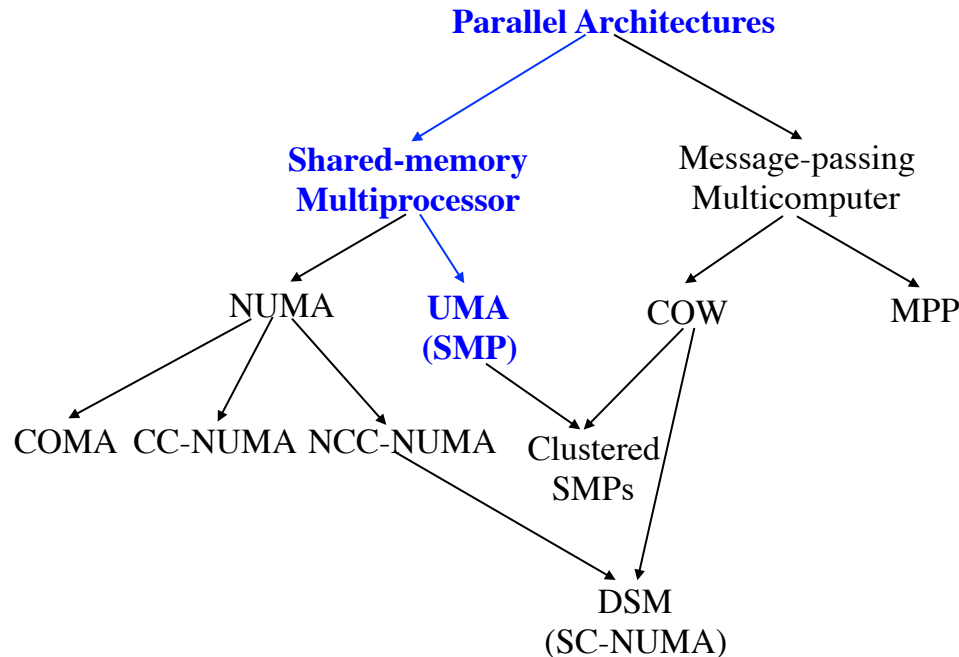 Parallel Architectures
Shared-memory
Multiprocessor
Message-passing
Multicomputer
NUMA
UMA
(SMP)
COW
MPP
COMA
CC-NUMA
NCC-NUMA
Clustered
SMPs
DSM
(SC-NUMA)